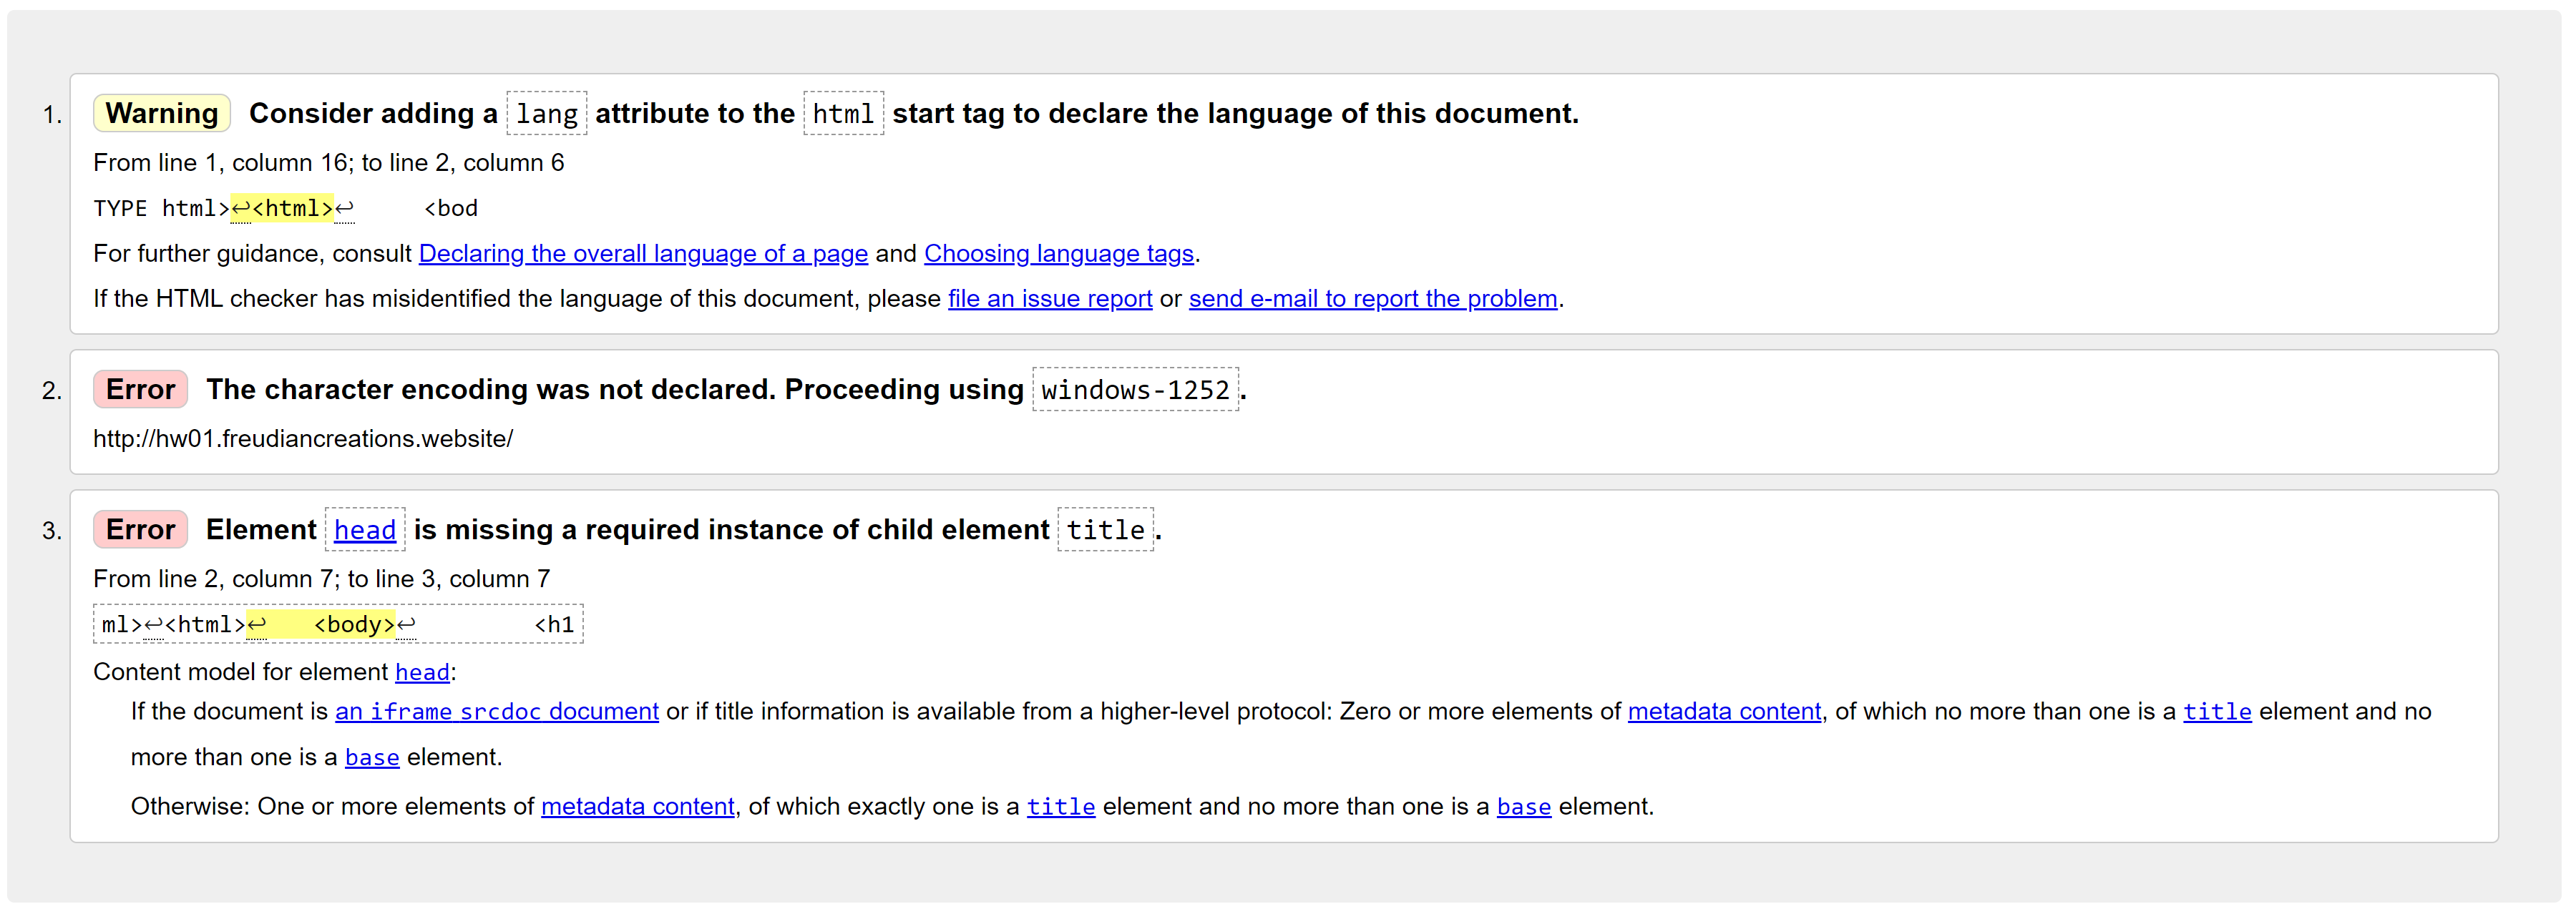 1. Warning Consider adding a lang attribute to the html start tag to declare the language of this document.
From line 1, column 16; to line 2, column 6
TYPE html>↩<html>↩ <bod
For further guidance, consult Declaring the overall language of a page and Choosing language tags.
If the HTML checker has misidentified the language of this document, please file an issue report or send e-mail to report the problem.
2. Error The character encoding was not declared. Proceeding using windows-1252.
http://hw01.freudiancreations.website/
3. Error Element head is missing a required instance of child element title.
From line 2, column 7; to line 3, column 7
ml>↩<html>↩ <body>↩ <h1
Content model for element head:
If the document is an iframe srcdoc document or if title information is available from a higher-level protocol: Zero or more elements of metadata content, of which no more than one is a title element and no
more than one is a base element.
Otherwise: One or more elements of metadata content, of which exactly one is a title element and no more than one is a base element.